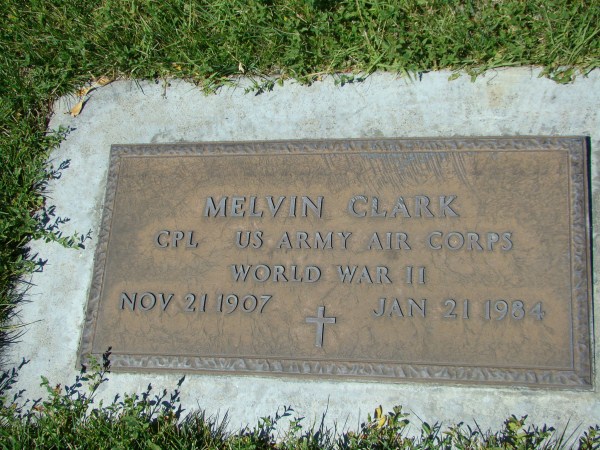 MELVIN CLARK
CPL US ARMY AIR CORPS
WORLD WAR II
NOV 21 1907 JAN 21 1984